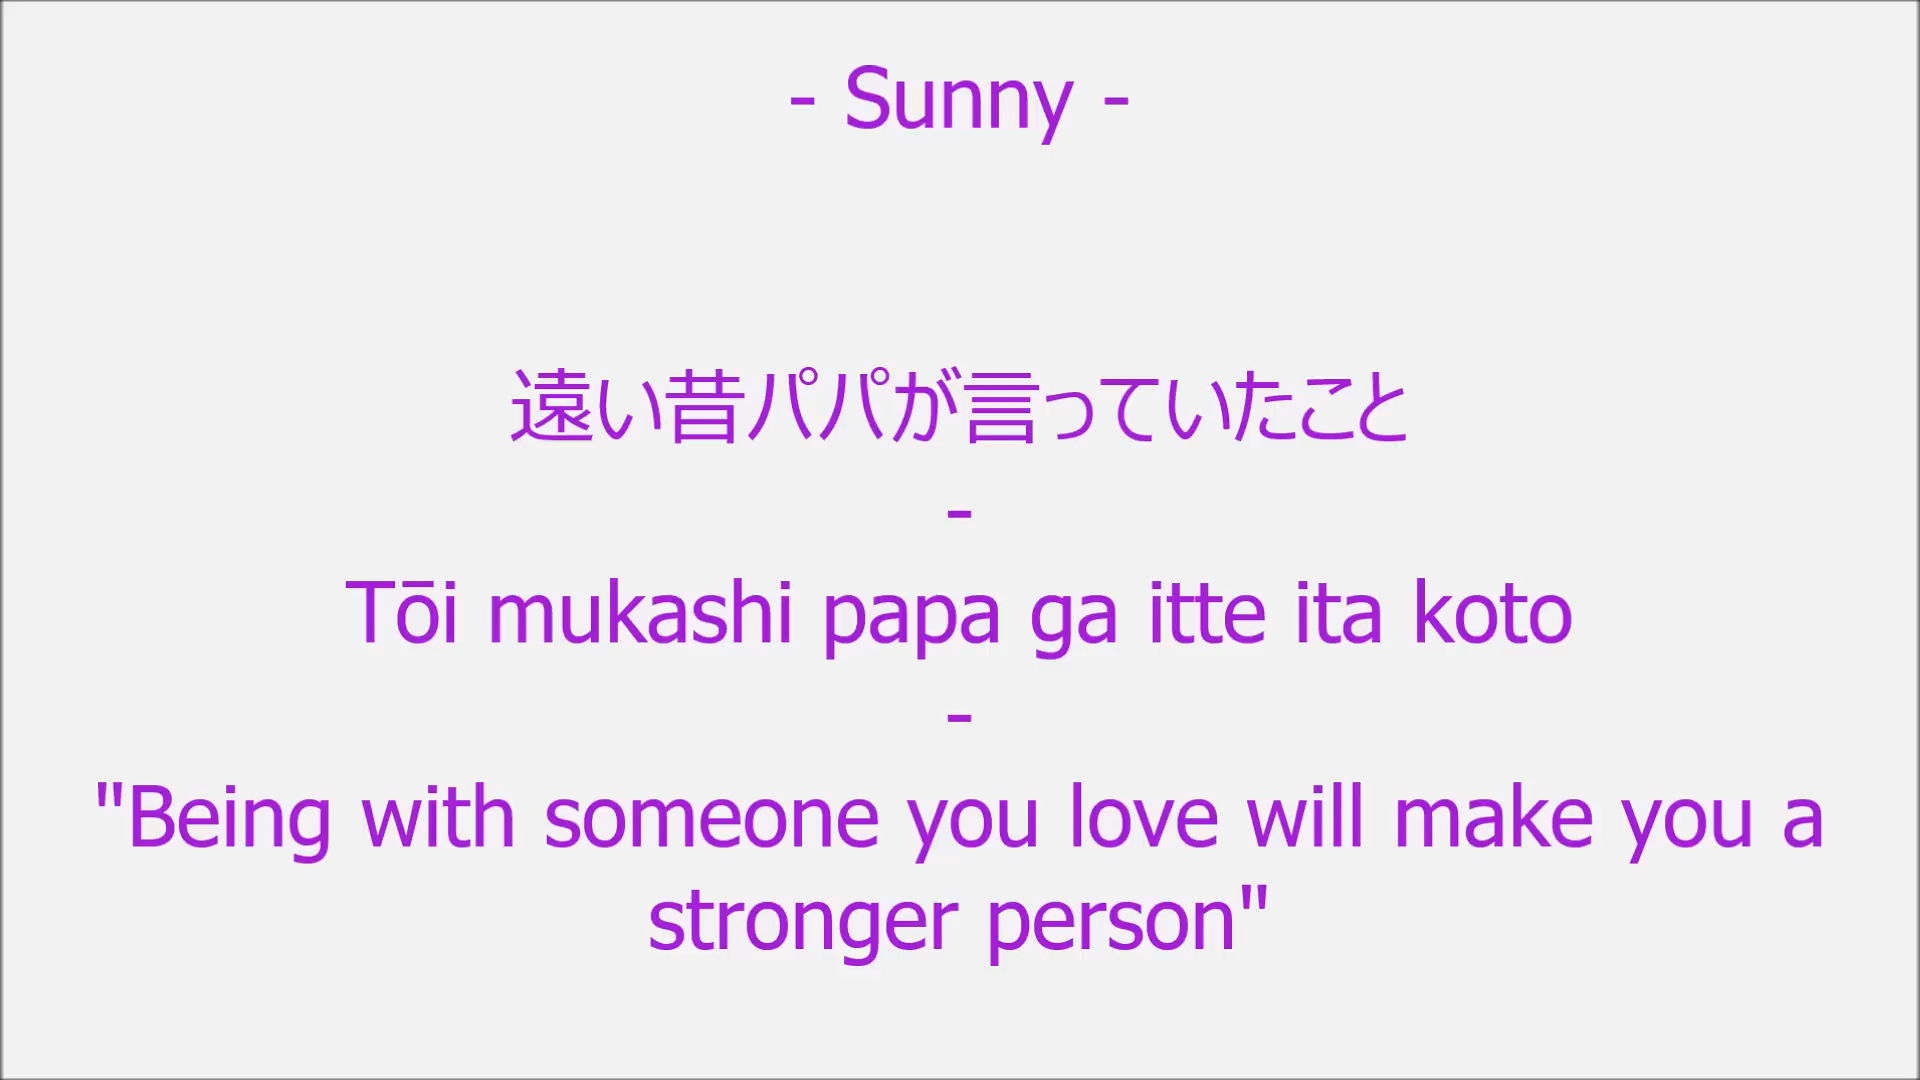 - Sunny -
遠い昔パパが言っていたこと
-
Tōi mukashi papa ga itte ita koto
-
"Being with someone you love will make you a
stronger person"